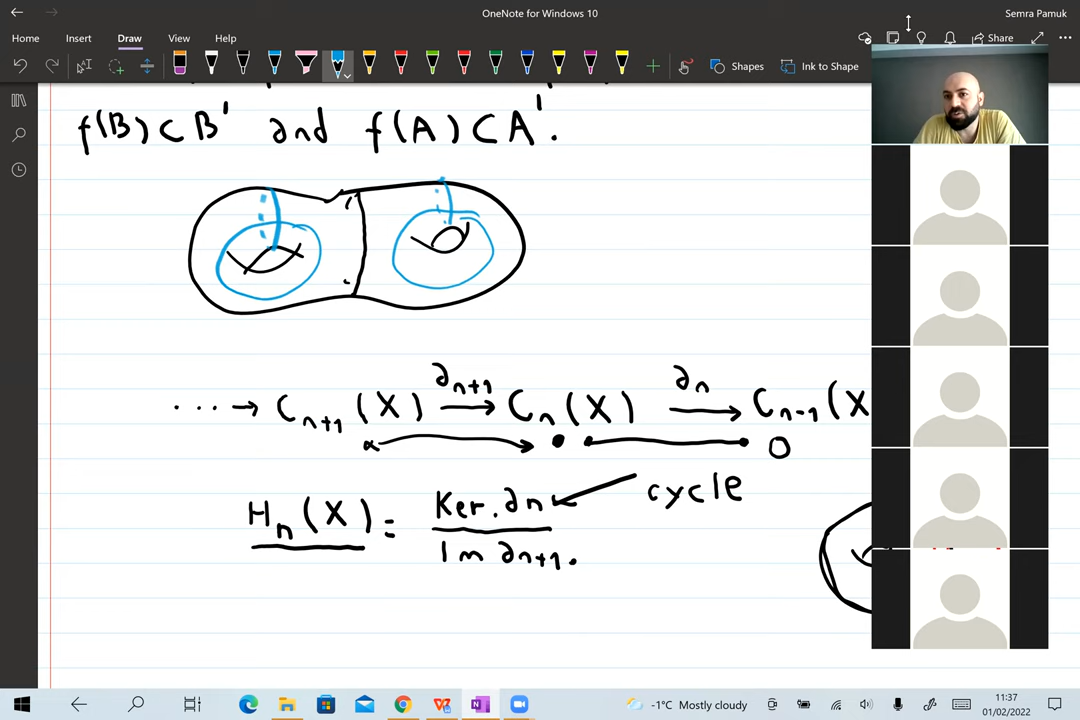 OneNote for Windows 10
Semra Pamuk
Home Insert Draw View Help
Share
Shapes
Ink to Shape
f(B) ⊂ B' and f(A) ⊂ A'.
··· → Cn+1 (X) ∂n+1 → Cn (X) ∂n → Cn-1 (X
0
Hn (X) = Ker. ∂n
Im ∂n+1.
cycle
-1°C Mostly cloudy
11:37
01/02/2022